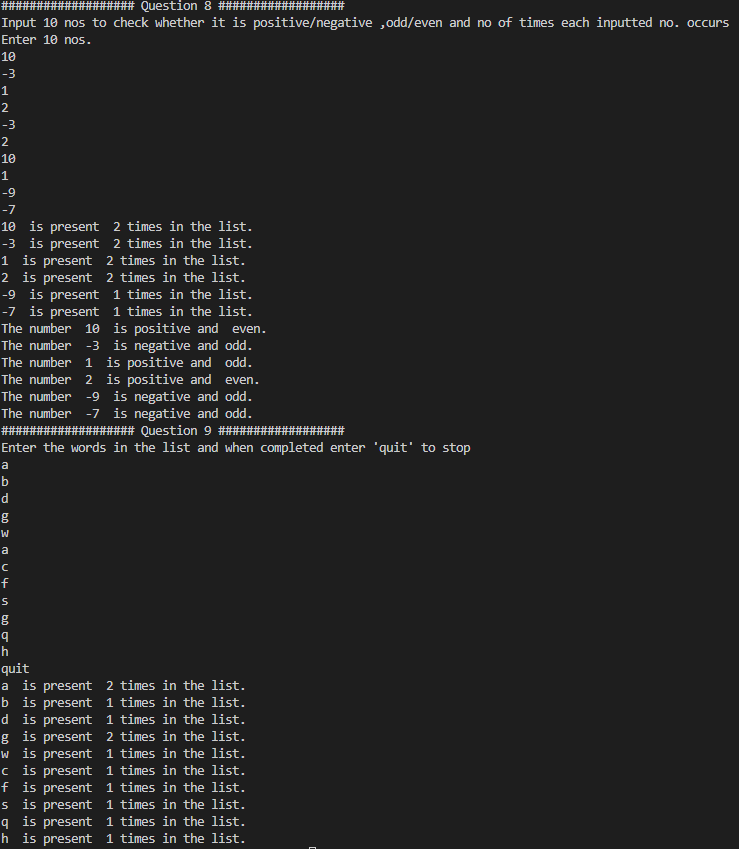 ################### Question 8 ##################
Input 10 nos to check whether it is positive/negative ,odd/even and no of times each inputted no. occurs
Enter 10 nos.
10
-3
1
2
-3
2
10
1
-9
-7
10  is present  2 times in the list.
-3  is present  2 times in the list.
1  is present  2 times in the list.
2  is present  2 times in the list.
-9  is present  1 times in the list.
-7  is present  1 times in the list.
The number  10  is positive and  even.
The number  -3  is negative and odd.
The number  1  is positive and  odd.
The number  2  is positive and  even.
The number  -9  is negative and odd.
The number  -7  is negative and odd.
################### Question 9 ##################
Enter the words in the list and when completed enter 'quit' to stop
a
b
d
g
w
a
c
f
s
g
q
h
quit
a  is present  2 times in the list.
b  is present  1 times in the list.
d  is present  1 times in the list.
g  is present  2 times in the list.
w  is present  1 times in the list.
c  is present  1 times in the list.
f  is present  1 times in the list.
s  is present  1 times in the list.
q  is present  1 times in the list.
h  is present  1 times in the list.